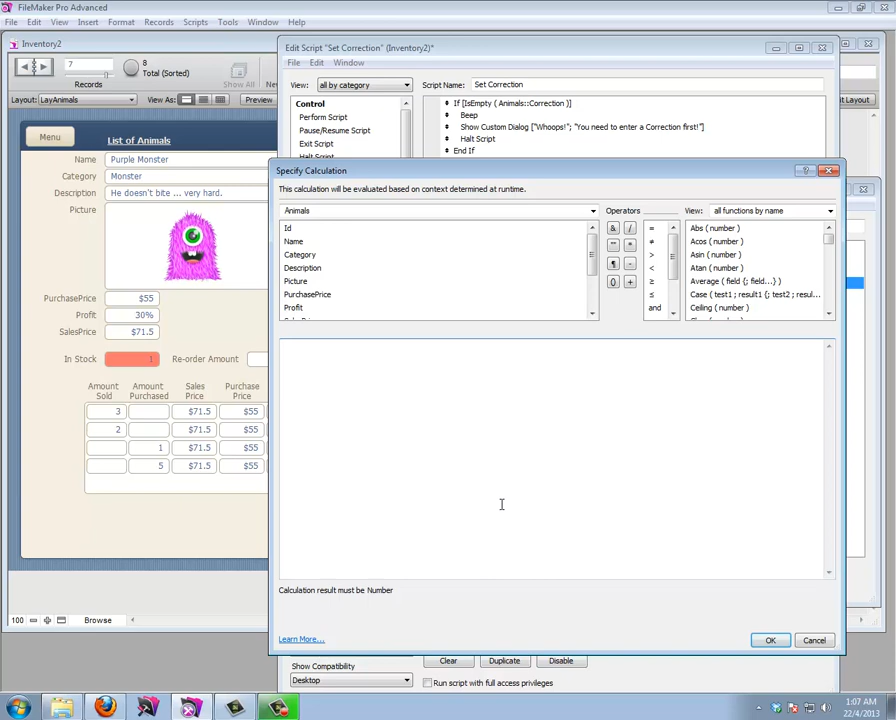 FileMaker Pro Advanced
File Edit View Insert Format Records Scripts Tools Window Help
Inventory2
7
Records
8
Total (Sorted)
Show All
Layout: LayAnimals View As: Preview
Menu
List of Animals
Name Purple Monster
Category Monster
Description He doesn't bite ... very hard.
Picture
PurchasePrice $55
Profit 30%
SalesPrice $71.5
In Stock 1 Re-order Amount
Amount Sold Amount Purchased Sales Price Purchase Price
3 $71.5 $55
2 $71.5 $55
1 $71.5 $55
5 $71.5 $55
100 Browse
Edit Script "Set Correction" (Inventory2)*
File Edit Window
View: all by category Script Name: Set Correction
Control
Perform Script
Pause/Resume Script
Exit Script
Halt Script
If [IsEmpty ( Animals::Correction )]
Beep
Show Custom Dialog ["Whoops!"; "You need to enter a Correction first!"]
Halt Script
End If
it Layout
Specify Calculation
This calculation will be evaluated based on context determined at runtime.
Animals Operators View: all functions by name
Id
Name
Category
Description
Picture
PurchasePrice
Profit
& /
"" *
¶ -
() +
=
≠
>
<
≥
≤
and
Abs ( number )
Acos ( number )
Asin ( number )
Atan ( number )
Average ( field {; field...} )
Case ( test1 ; result1 {; test2 ; resul...
Ceiling ( number )
Calculation result must be Number
Learn More...
OK Cancel
Show Compatibility
Desktop
Clear Duplicate Disable
Run script with full access privileges
1:07 AM
22/4/2013